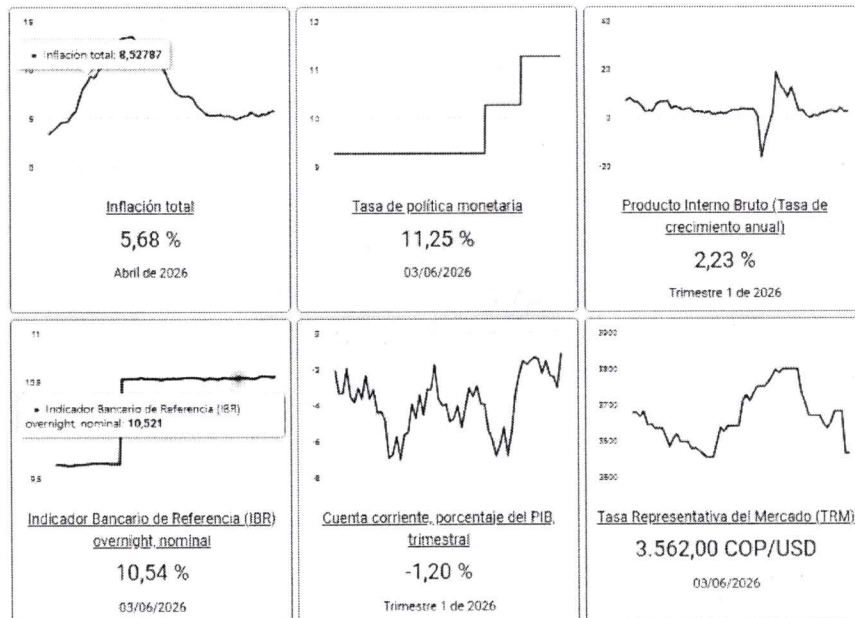 15
• Inflación total: 8,52787
10
5
0
Inflación total
5,68 %
Abril de 2026
12
11
10
9
Tasa de política monetaria
11,25 %
03/06/2026
40
20
0
-20
Producto Interno Bruto (Tasa de
crecimiento anual)
2,23 %
Trimestre 1 de 2026
11
• Indicador Bancario de Referencia (IBR)
overnight, nominal: 10,521
9,5
Indicador Bancario de Referencia (IBR)
overnight, nominal
10,54 %
03/06/2026
0
-2
-4
-6
-8
Cuenta corriente, porcentaje del PIB,
trimestral
-1,20 %
Trimestre 1 de 2026
3900
3800
3700
3600
3500
Tasa Representativa del Mercado (TRM)
3.562,00 COP/USD
03/06/2026